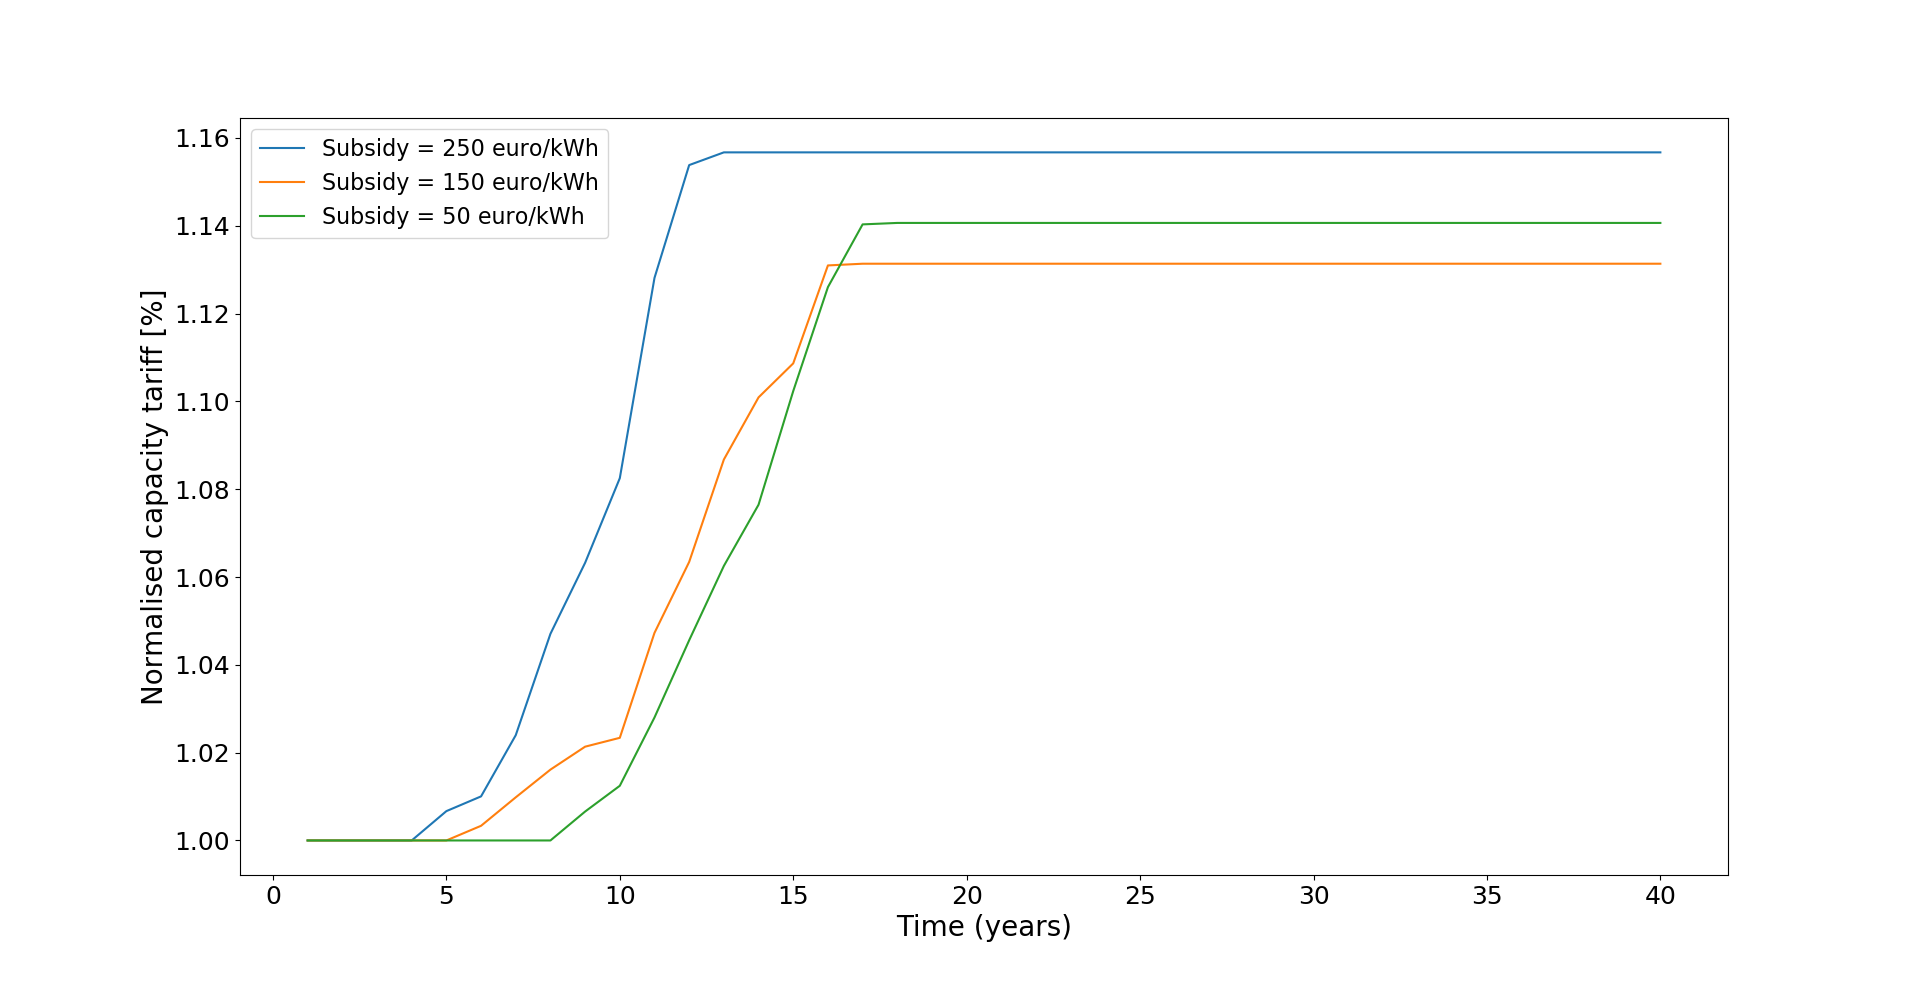 Subsidy = 250 euro/kWh
Subsidy = 150 euro/kWh
Subsidy = 50 euro/kWh
Normalised capacity tariff [%]
1.16
1.14
1.12
1.10
1.08
1.06
1.04
1.02
1.00
0 5 10 15 20 25 30 35 40
Time (years)